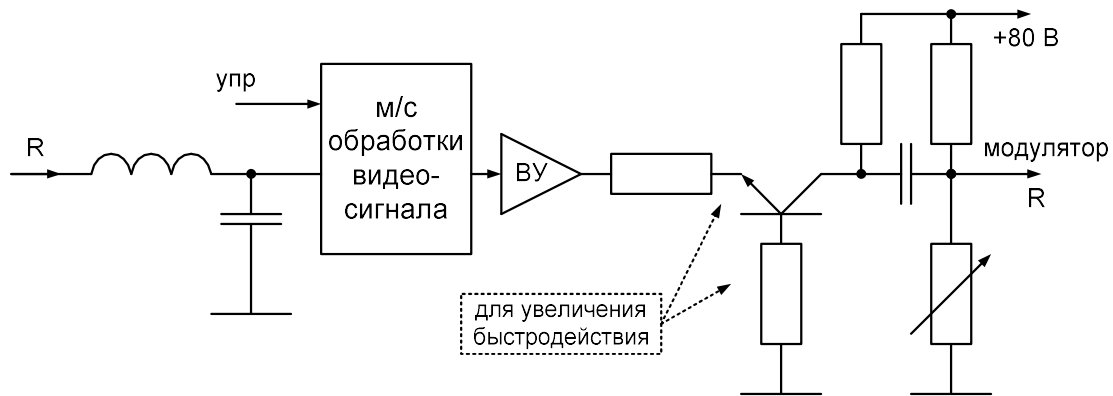 +80 В
упр
м/с
обработки
видео-
сигнала
R
ВУ
модулятор
R
для увеличения
быстродействия